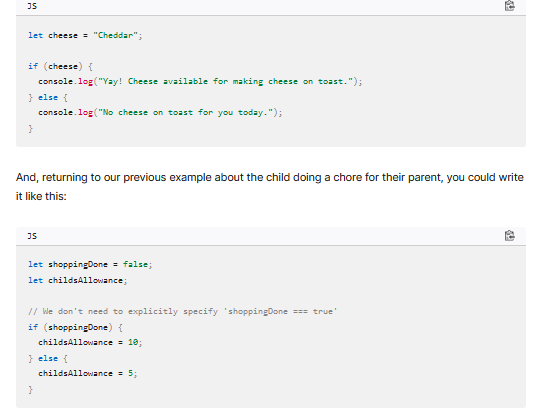 JS
let cheese = "Cheddar";
if (cheese) {
console.log("Yay! Cheese available for making cheese on toast.");
} else {
console.log("No cheese on toast for you today.");
}
And, returning to our previous example about the child doing a chore for their parent, you could write
it like this:
JS
let shoppingDone = false;
let childsAllowance;
// We don't need to explicitly specify 'shoppingDone === true'
if (shoppingDone) {
childsAllowance = 10;
} else {
childsAllowance = 5;
}